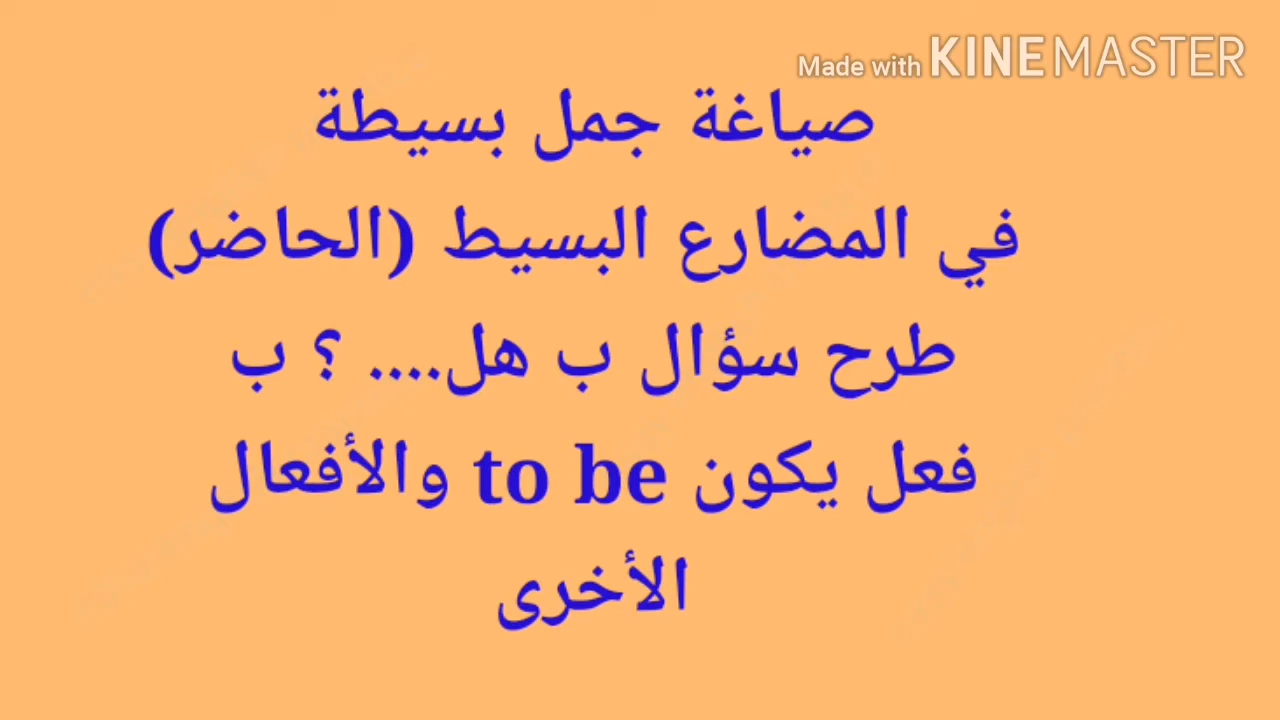 Made with KINEMASTER
صياغة جمل بسيطة
في المضارع البسيط (الحاضر)
طرح سؤال ب هل.... ؟ ب
فعل يكون to be والأفعال
الأخرى